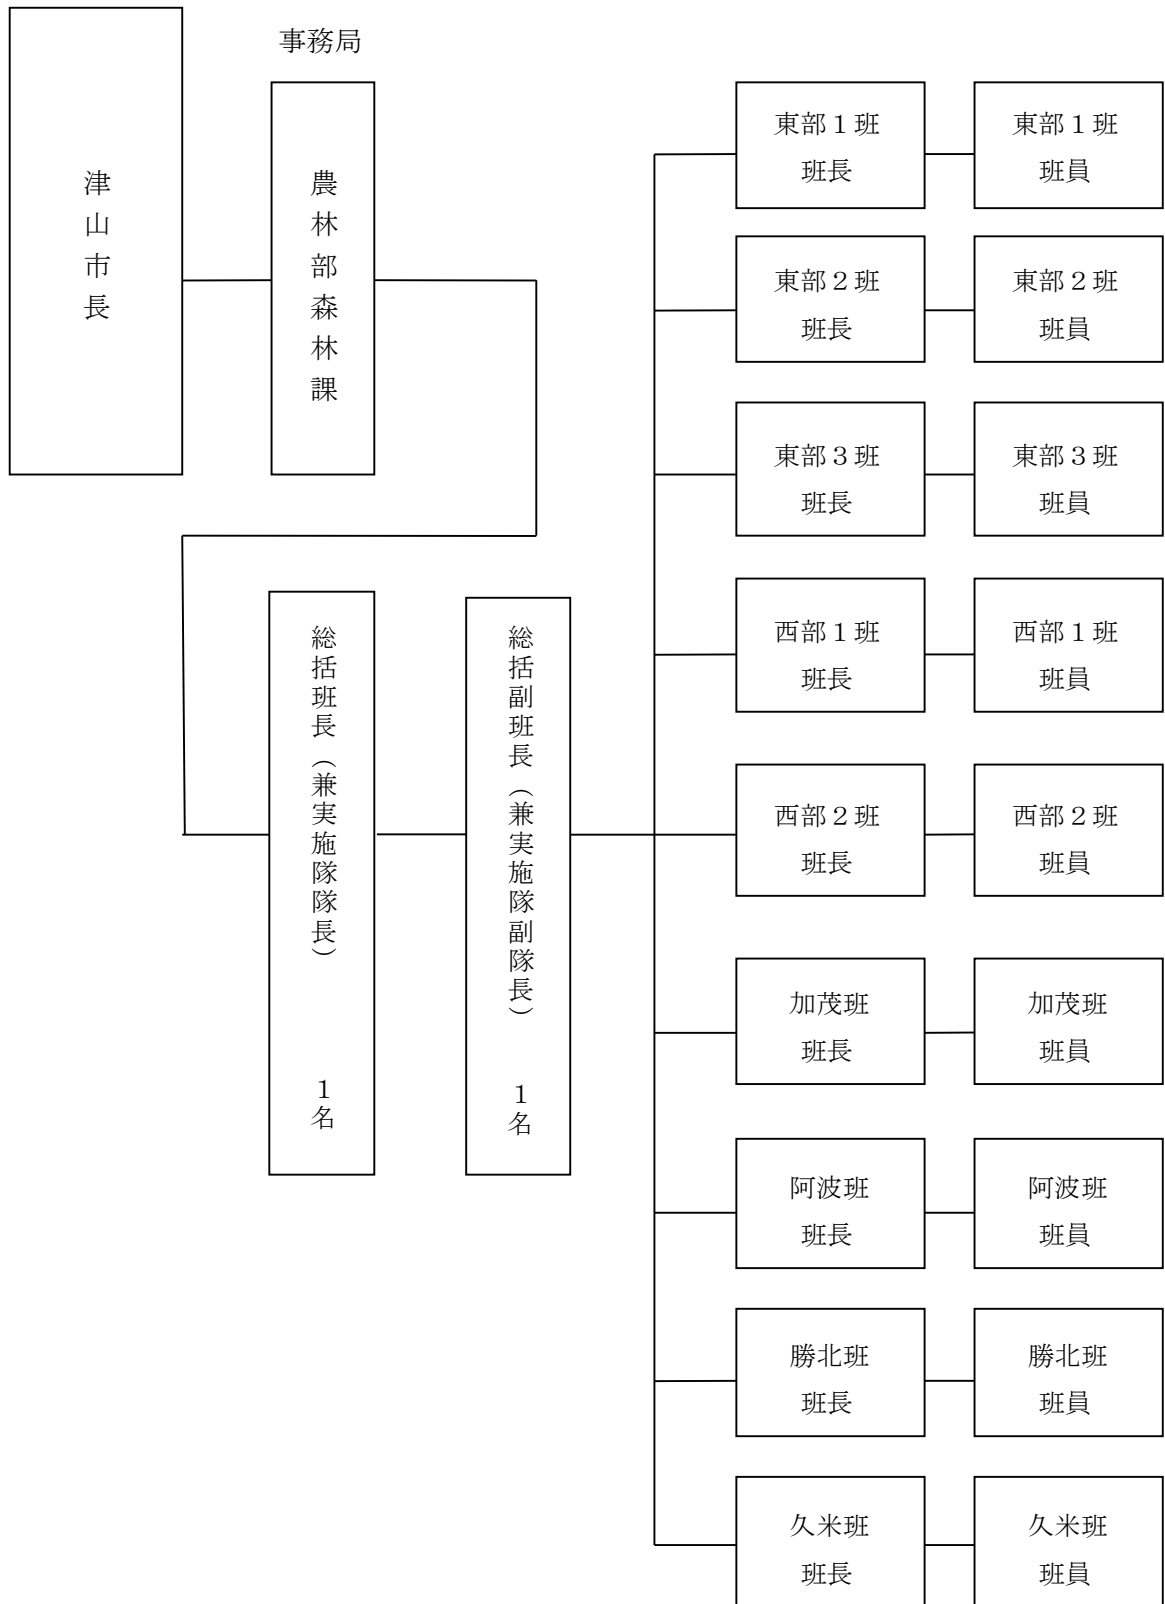 事務局
津山市長
農林部森林課
総括班長（兼実施隊隊長）　１名
総括副班長（兼実施隊副隊長）　１名
東部１班
班長
東部１班
班員
東部２班
班長
東部２班
班員
東部３班
班長
東部３班
班員
西部１班
班長
西部１班
班員
西部２班
班長
西部２班
班員
加茂班
班長
加茂班
班員
阿波班
班長
阿波班
班員
勝北班
班長
勝北班
班員
久米班
班長
久米班
班員